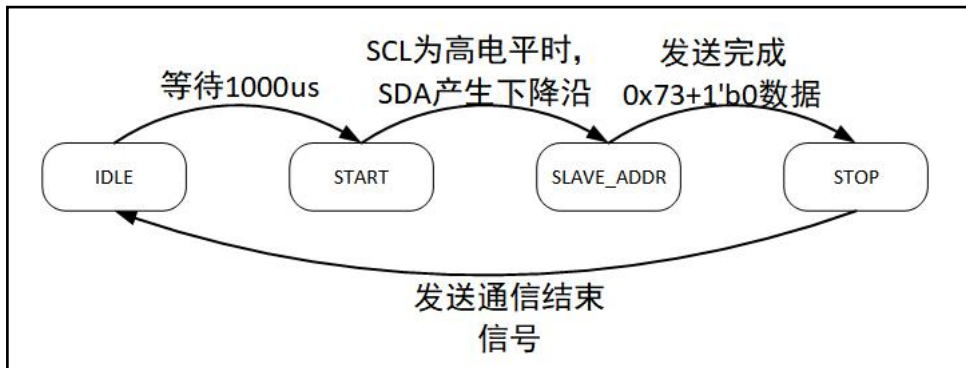 等待1000us
SCL为高电平时，
SDA产生下降沿
发送完成
0x73+1'b0数据
IDLE
START
SLAVE_ADDR
STOP
发送通信结束
信号